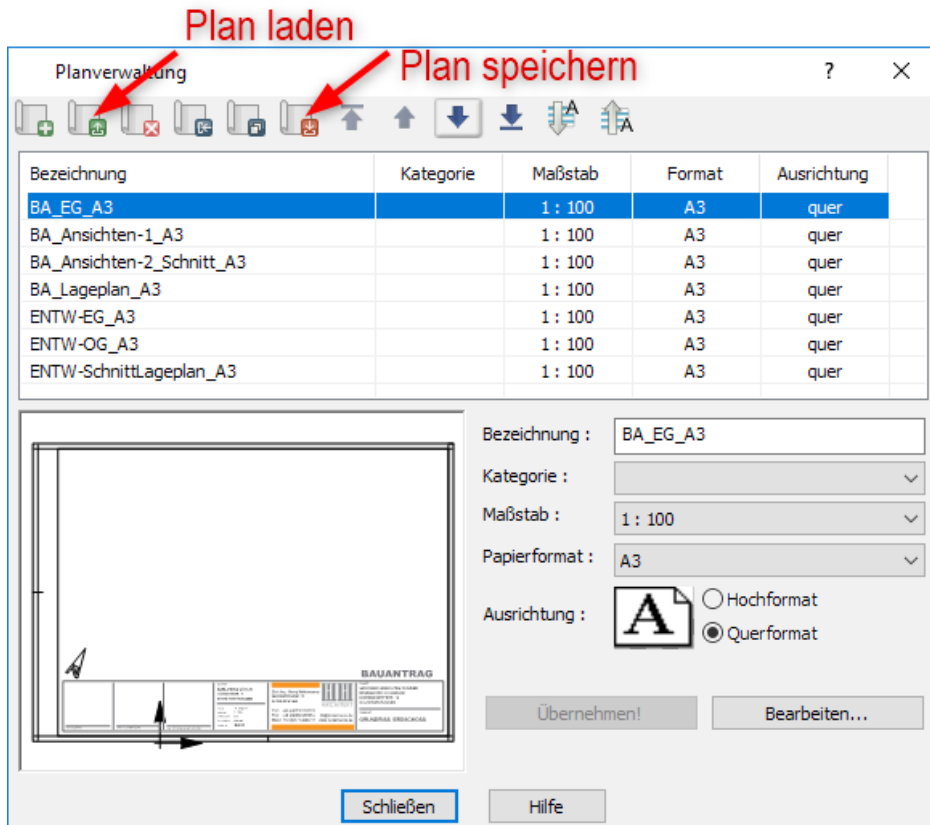 Plan laden
Plan speichern
Planverwaltung
?
Bezeichnung Kategorie Maßstab Format Ausrichtung
BA_EG_A3 1 : 100 A3 quer
BA_Ansichten-1_A3 1 : 100 A3 quer
BA_Ansichten-2_Schnitt_A3 1 : 100 A3 quer
BA_Lageplan_A3 1 : 100 A3 quer
ENTW-EG_A3 1 : 100 A3 quer
ENTW-OG_A3 1 : 100 A3 quer
ENTW-SchnittLageplan_A3 1 : 100 A3 quer
Bezeichnung : BA_EG_A3
Kategorie :
Maßstab : 1 : 100
Papierformat : A3
Ausrichtung : A
Hochformat
Querformat
BAUANTRAG
GRUNDRISS ERDGESCHOSS
Übernehmen! Bearbeiten...
Schließen Hilfe